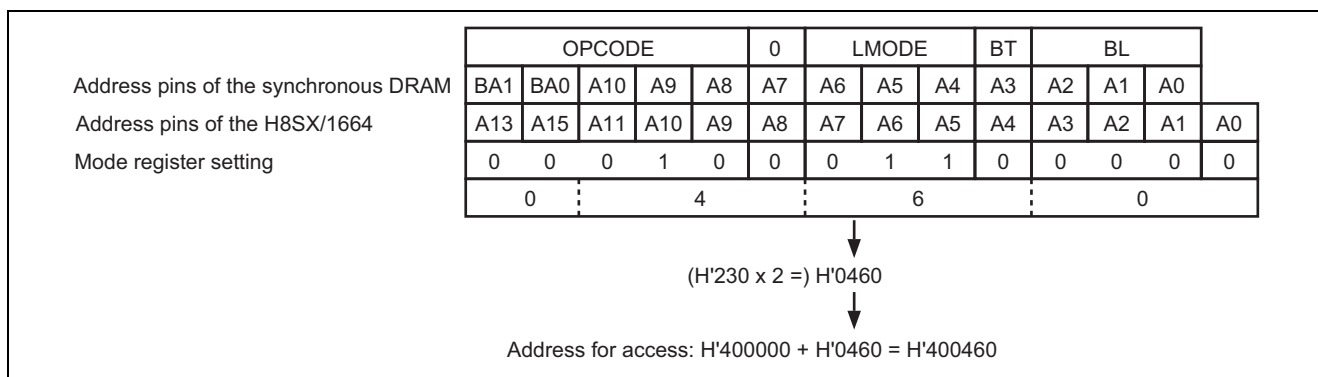 OPCODE 0 LMODE BT BL
Address pins of the synchronous DRAM BA1 BA0 A10 A9 A8 A7 A6 A5 A4 A3 A2 A1 A0
Address pins of the H8SX/1664 A13 A15 A11 A10 A9 A8 A7 A6 A5 A4 A3 A2 A1 A0
Mode register setting 0 0 0 1 0 0 0 1 1 0 0 0 0 0
0 4 6 0
(H'230 x 2 =) H'0460
Address for access: H'400000 + H'0460 = H'400460